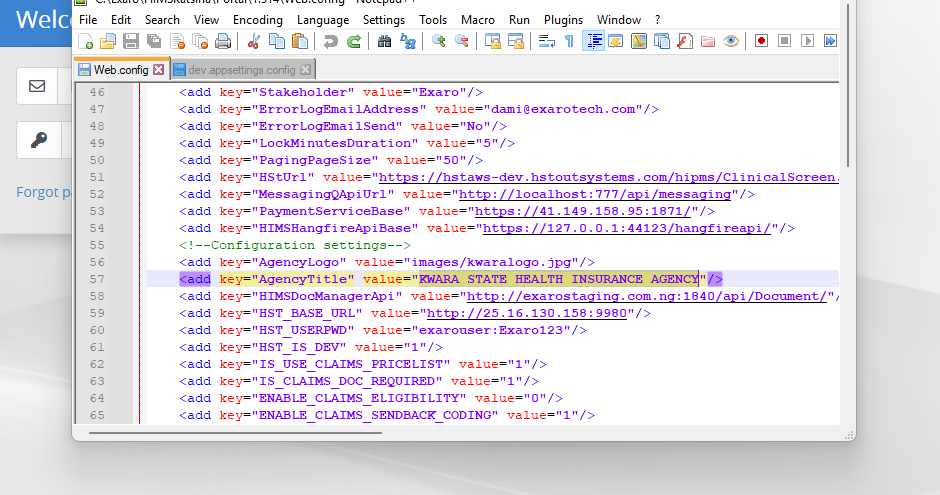 Welco
Forgot pa
File Edit Search View Encoding Language Settings Tools Macro Run Plugins Window ?
Web.config dev.appsettings.config
46 <add key="Stakeholder" value="Exaro"/>
47 <add key="ErrorLogEmailAddress" value="dami@exarotech.com"/>
48 <add key="ErrorLogEmailSend" value="No"/>
49 <add key="LockMinutesDuration" value="5"/>
50 <add key="PagingPageSize" value="50"/>
51 <add key="HStUrl" value="https://hstaws-dev.hstoutsystems.com/hipms/ClinicalScreen.
52 <add key="MessagingQApiUrl" value="http://localhost:777/api/messaging"/>
53 <add key="PaymentServiceBase" value="https://41.149.158.95:1871/"/>
54 <add key="HIMSHangfireApiBase" value="https://127.0.0.1:44123/hangfireapi/"/>
55 <!--Configuration settings-->
56 <add key="AgencyLogo" value="images/kwaralogo.jpg"/>
57 <add key="AgencyTitle" value="KWARA STATE HEALTH INSURANCE AGENCY"/>
58 <add key="HIMSDocManagerApi" value="http://exarostaging.com.ng:1840/api/Document/"/
59 <add key="HST_BASE_URL" value="http://25.16.130.158:9980"/>
60 <add key="HST_USERPWD" value="exarouser:Exaro123"/>
61 <add key="HST_IS_DEV" value="1"/>
62 <add key="IS_USE_CLAIMS_PRICELIST" value="1"/>
63 <add key="IS_CLAIMS_DOC_REQUIRED" value="1"/>
64 <add key="ENABLE_CLAIMS_ELIGIBILITY" value="0"/>
65 <add key="ENABLE_CLAIMS_SENDBACK_CODING" value="1"/>